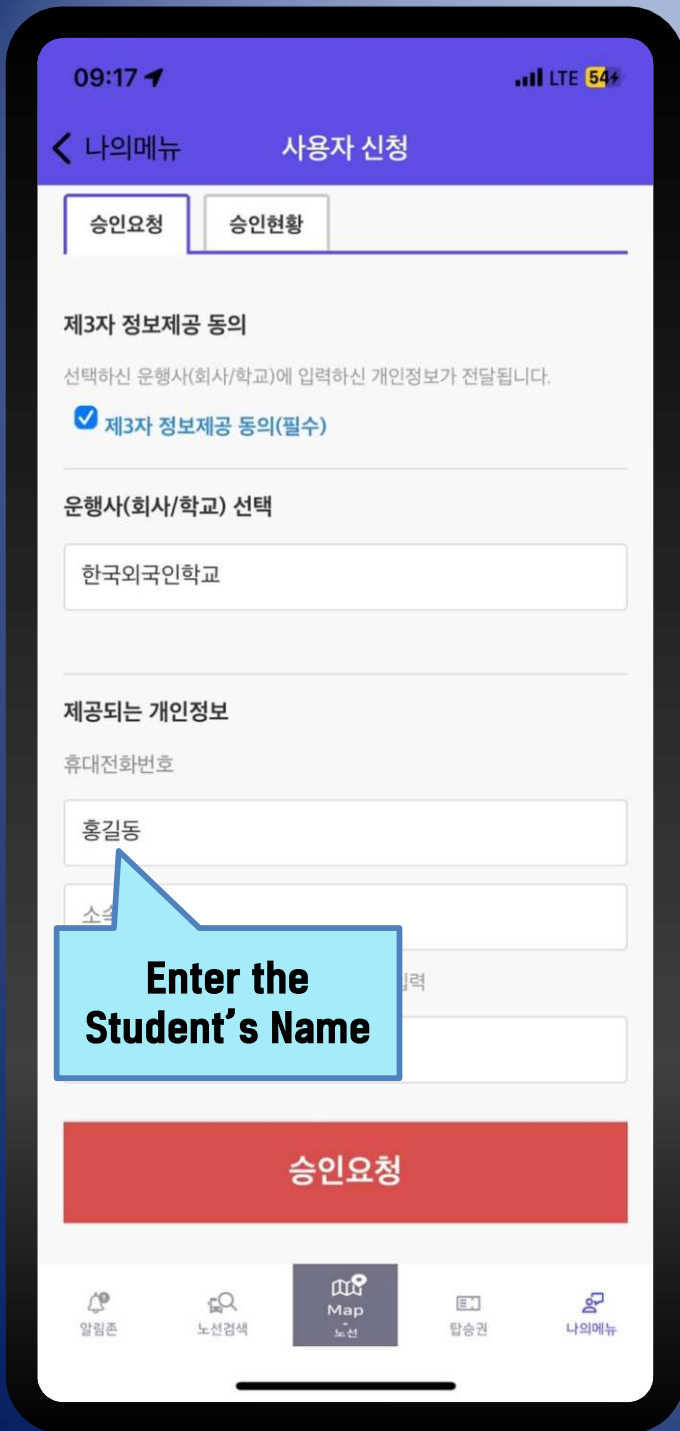 09:17
LTE 54
나의메뉴
사용자 신청
승인요청
승인현황
제3자 정보제공 동의
선택하신 운행사(회사/학교)에 입력하신 개인정보가 전달됩니다.
제3자 정보제공 동의(필수)
운행사(회사/학교) 선택
한국외국인학교
제공되는 개인정보
휴대전화번호
홍길동
Enter the
Student's Name
승인요청
알림존
노선검색
Map
-
노선
탑승권
나의메뉴